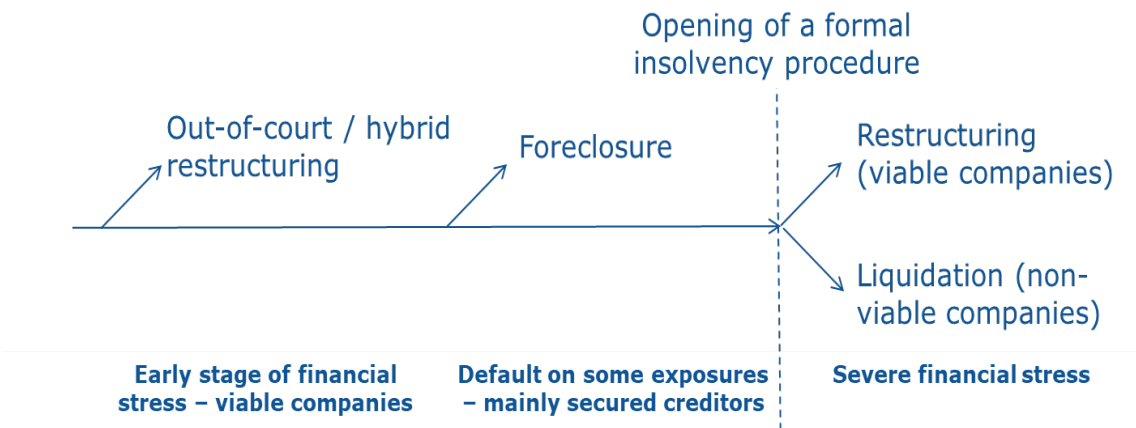 Opening of a formal
insolvency procedure
Out-of-court / hybrid
restructuring
Foreclosure
Restructuring
(viable companies)
Liquidation (non-
viable companies)
Early stage of financial
stress – viable companies
Default on some exposures
– mainly secured creditors
Severe financial stress